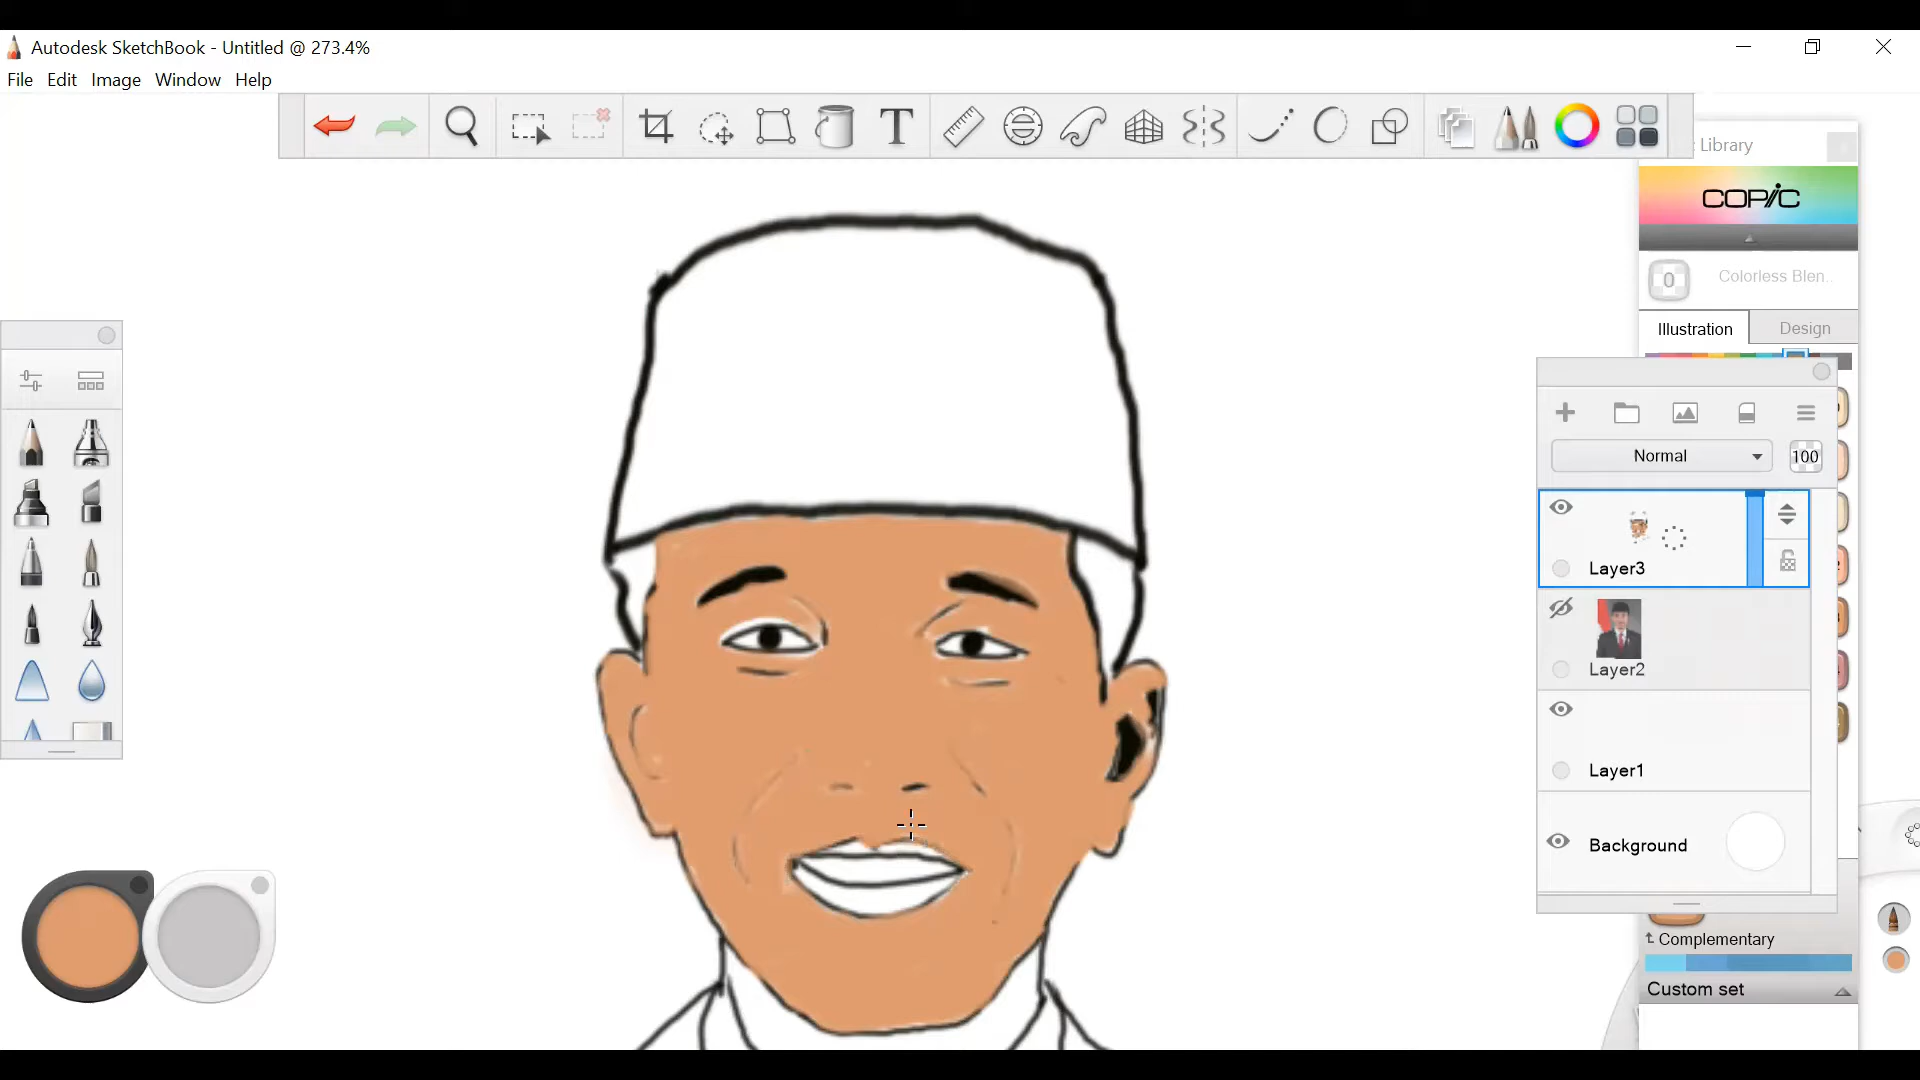 Autodesk SketchBook - Untitled @ 273.4%
File Edit Image Window Help
T
Library
COPIC
0 Colorless Blen..
Illustration Design
Normal 100
Layer3
Layer2
Layer1
Background
Complementary
Custom set